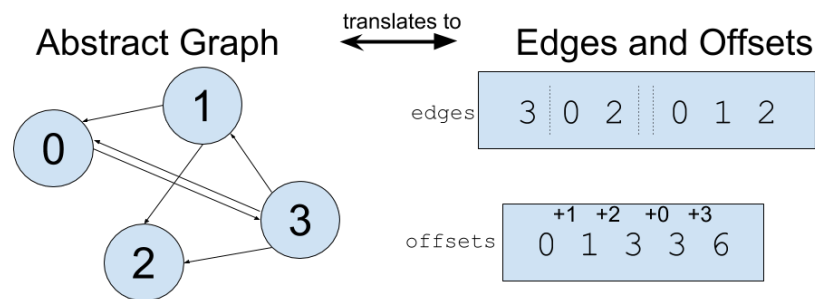 translates to
Abstract Graph
Edges and Offsets
1
0
3
2
edges
3 0 2 0 1 2
+1 +2 +0 +3
offsets
0 1 3 3 6